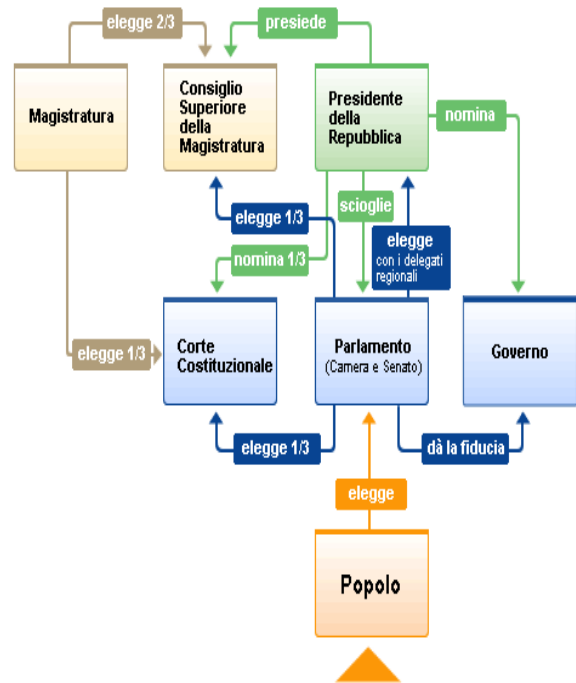 elegge 2/3
presiede
Magistratura
Consiglio
Superiore
della
Magistratura
Presidente
della
Repubblica
nomina
scioglie
elegge 1/3
elegge
con i delegati
regionali
nomina 1/3
elegge 1/3
Corte
Costituzionale
Parlamento
(Camera e Senato)
Governo
elegge 1/3
dà la fiducia
elegge
Popolo